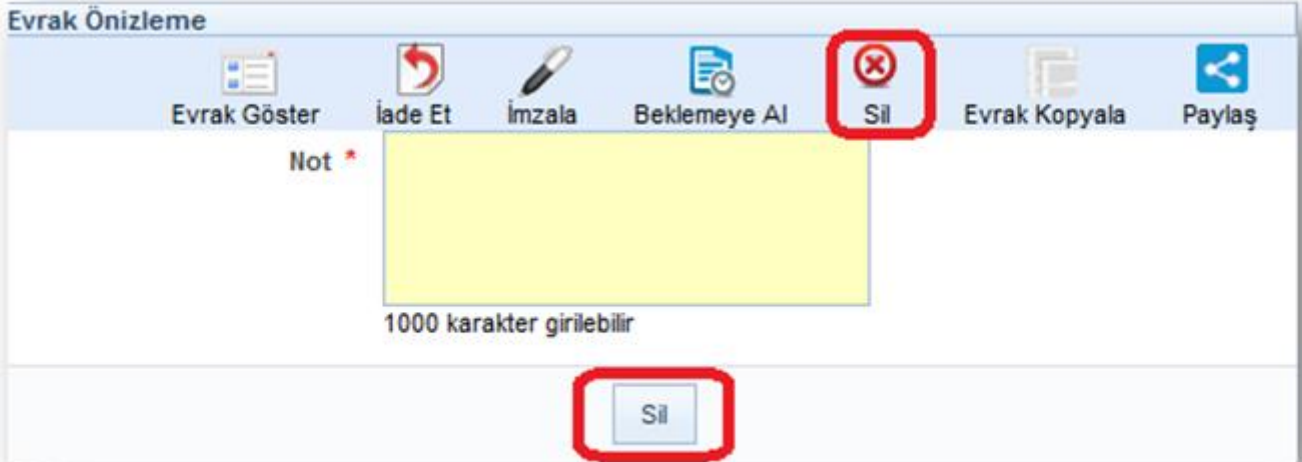 Evrak Önizleme
Evrak Göster İade Et İmzala Beklemeye Al Sil Evrak Kopyala Paylaş
Not *
1000 karakter girilebilir
Sil